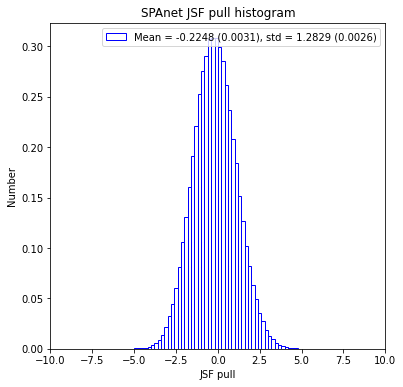 SPAnet JSF pull histogram
Mean = -0.2248 (0.0031), std = 1.2829 (0.0026)
0.30
0.25
0.20
0.15
0.10
0.05
0.00
Number
−10.0 −7.5 −5.0 −2.5 0.0 2.5 5.0 7.5 10.0
JSF pull